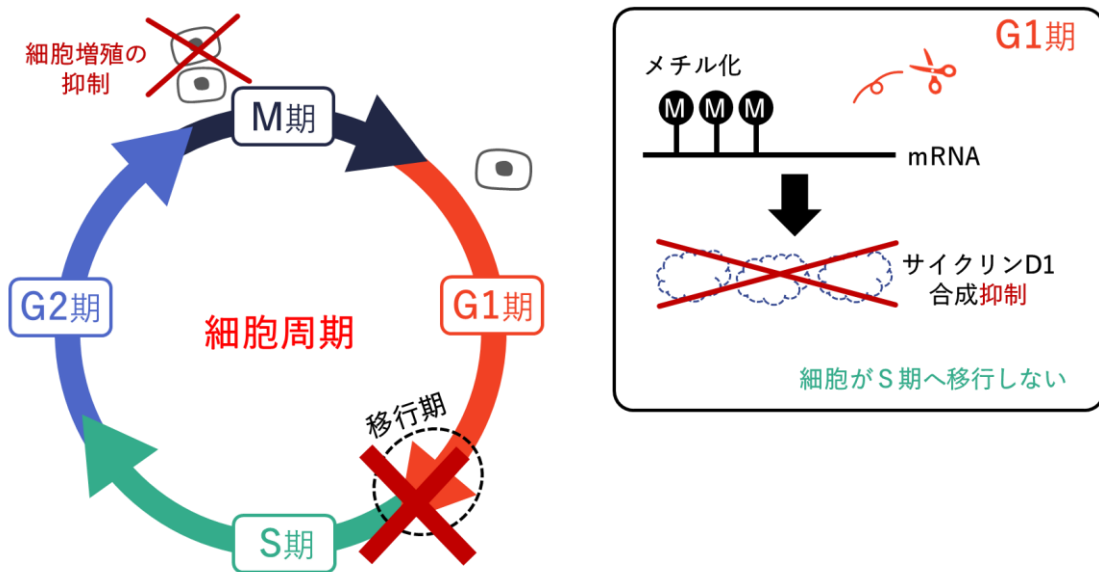 細胞増殖の
抑制
M期
G1期
移行期
S期
G2期
細胞周期
G1期
メチル化
M M M
mRNA
サイクリンD1
合成抑制
細胞がS期へ移行しない